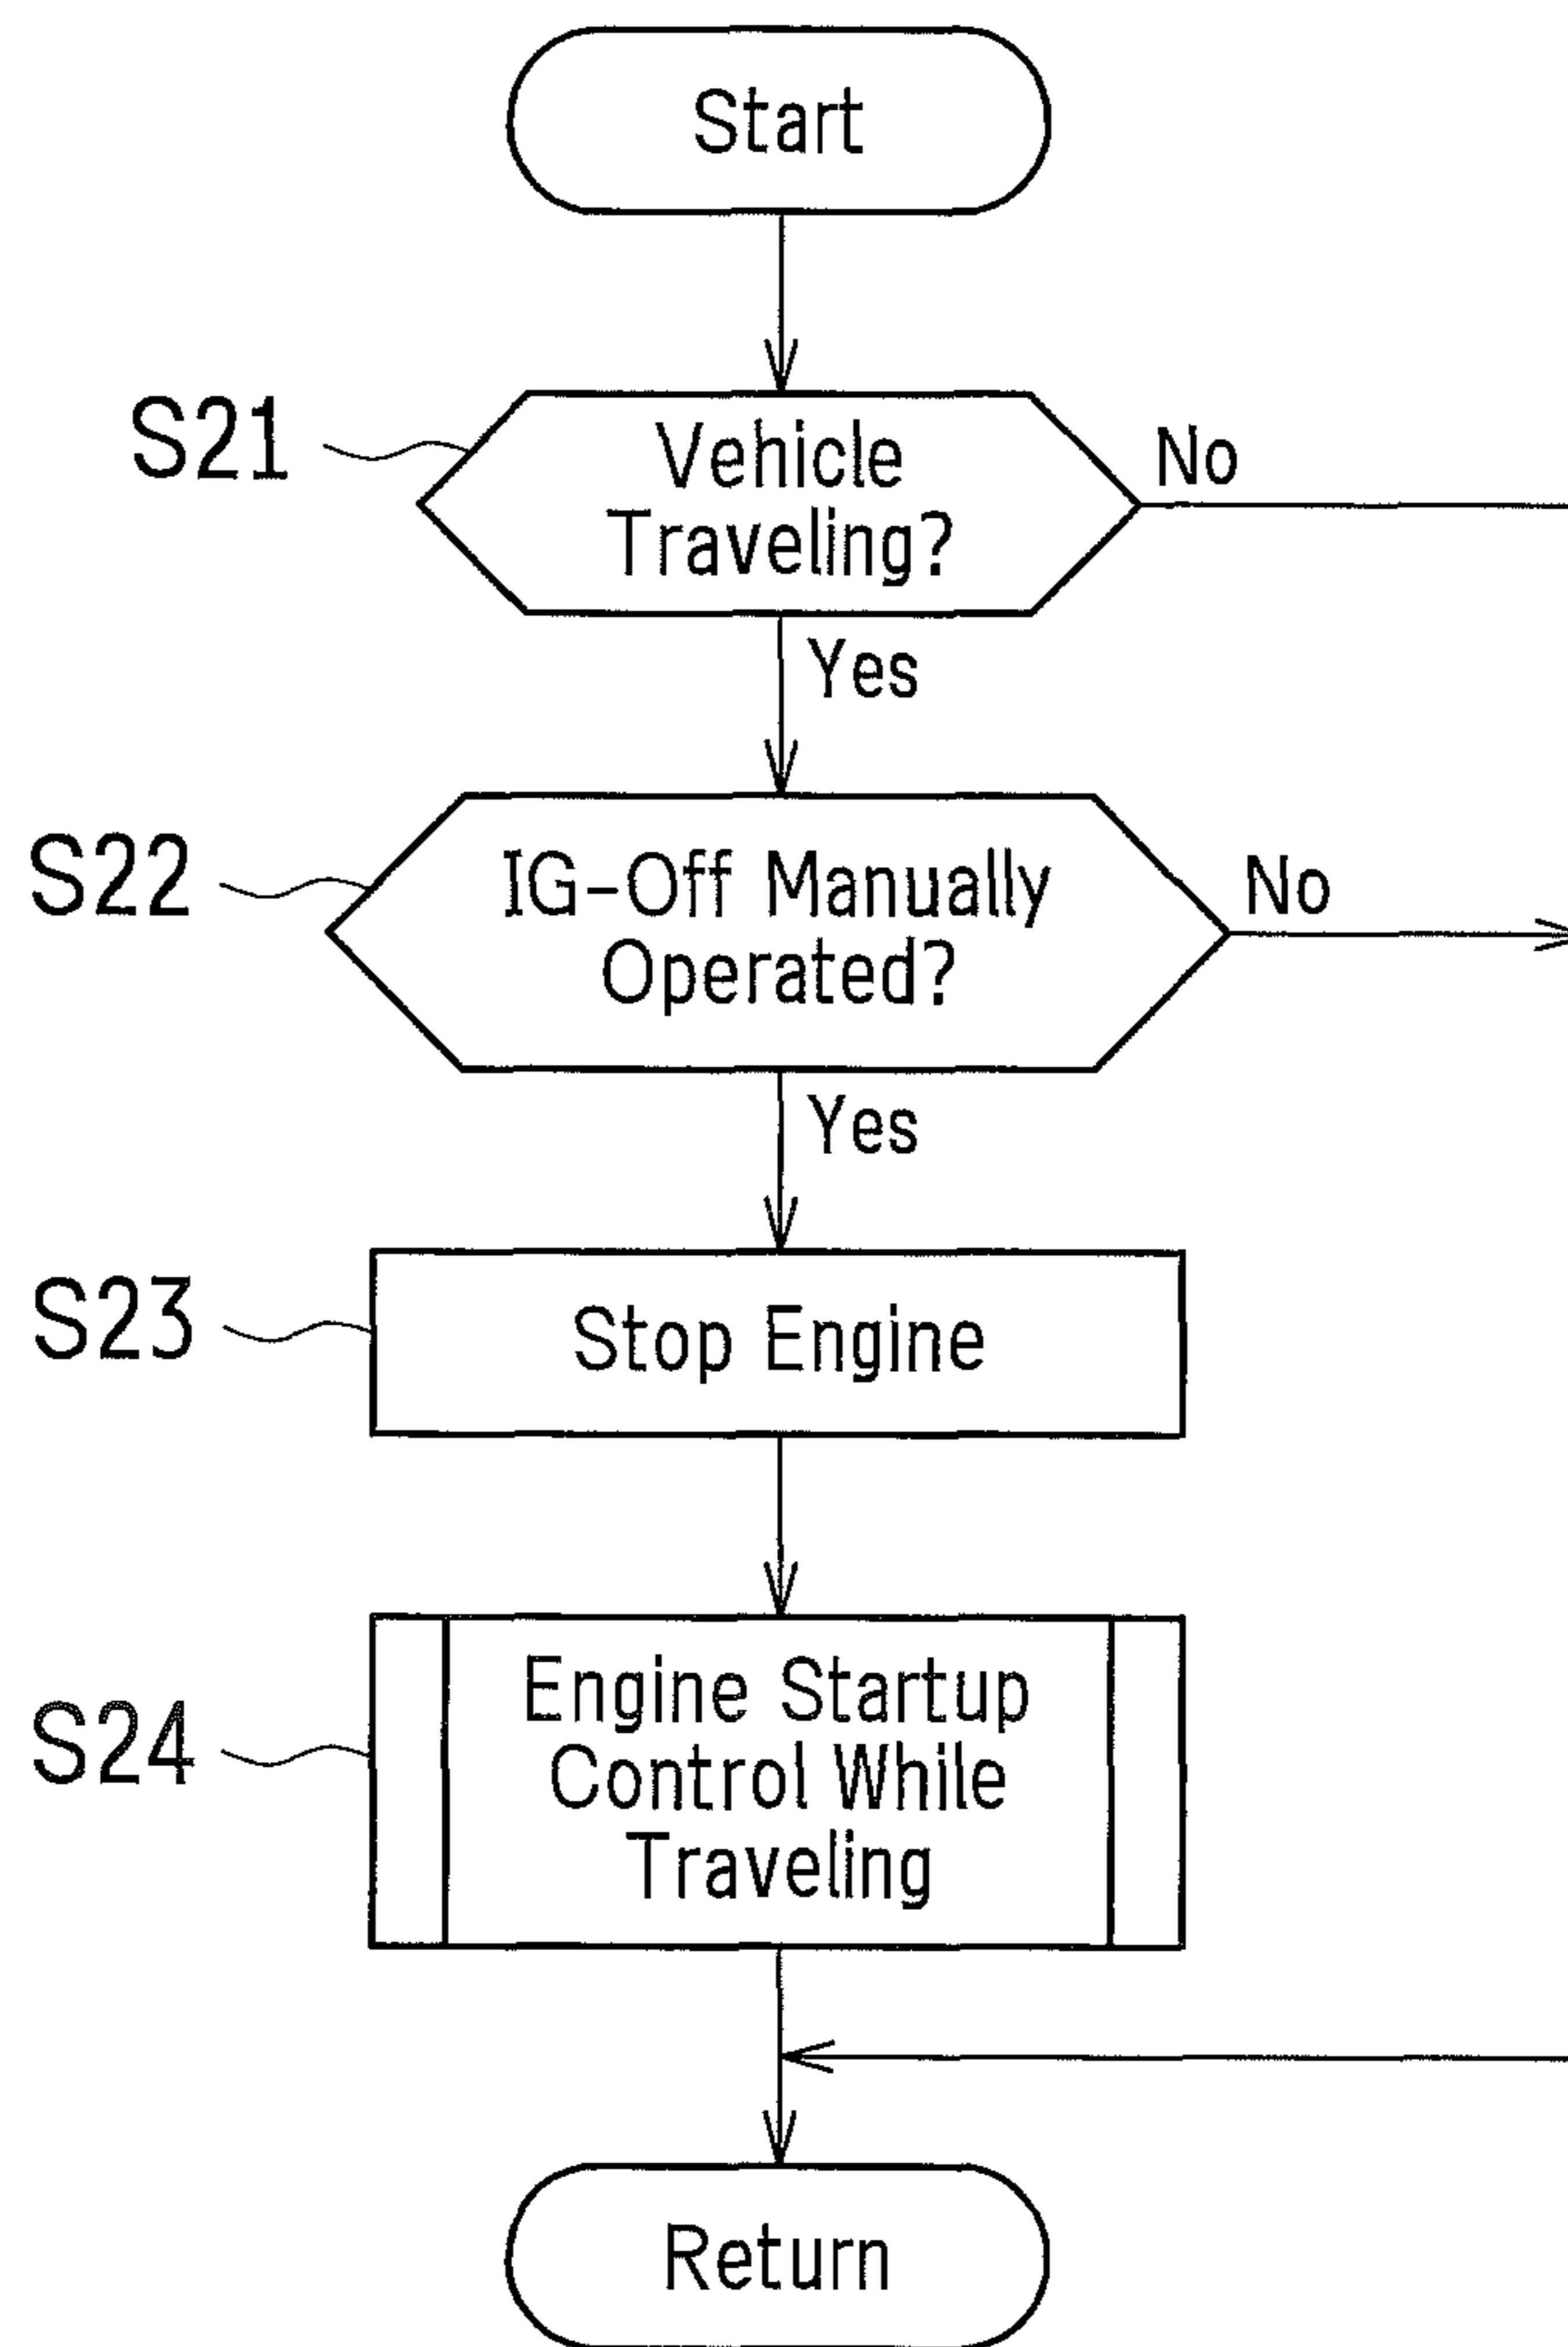 Start
S21
Vehicle
Traveling?
No
Yes
S22
IG-Off Manually
Operated?
No
Yes
S23
Stop Engine
S24
Engine Startup
Control While
Traveling
Return